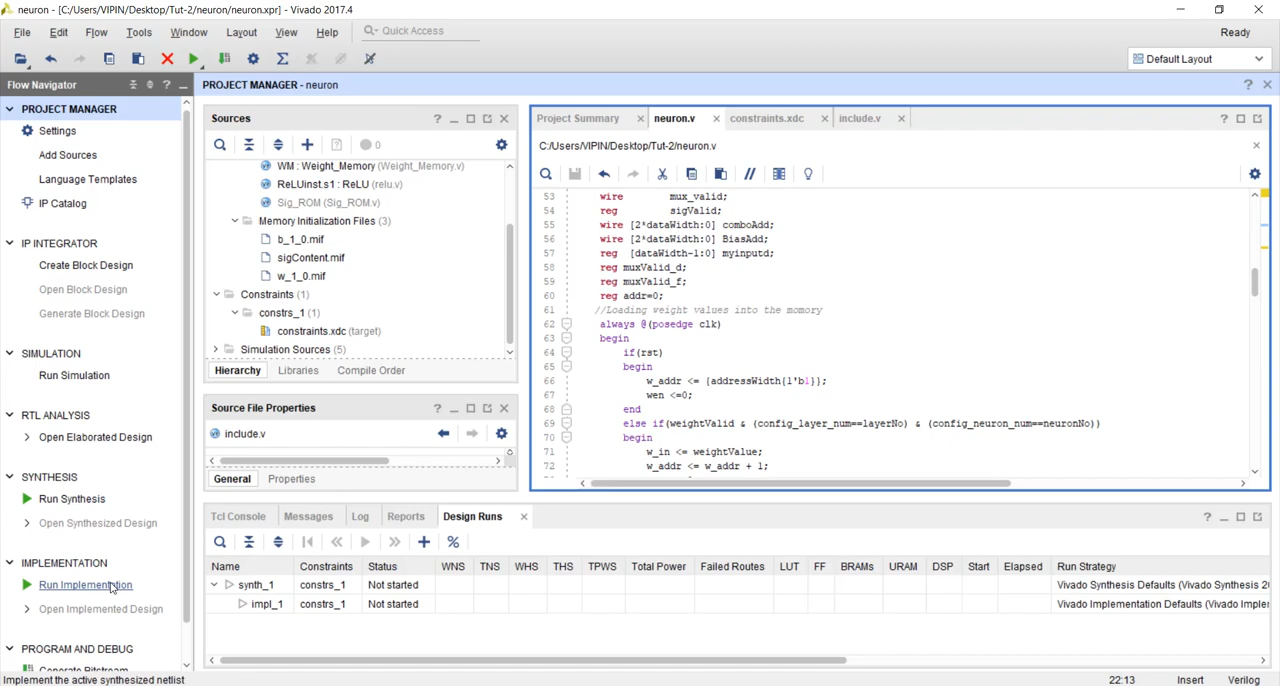 neuron - [C:/Users/VIPIN/Desktop/Tut-2/neuron/neuron.xpr] - Vivado 2017.4
File Edit Flow Tools Window Layout View Help Quick Access Ready
Default Layout
Flow Navigator
PROJECT MANAGER
Settings
Add Sources
Language Templates
IP Catalog
IP INTEGRATOR
Create Block Design
Open Block Design
Generate Block Design
SIMULATION
Run Simulation
RTL ANALYSIS
Open Elaborated Design
SYNTHESIS
Run Synthesis
Open Synthesized Design
IMPLEMENTATION
Run Implementation
Open Implemented Design
PROGRAM AND DEBUG
Generate Bitstream
PROJECT MANAGER - neuron
Sources
0
WM : Weight_Memory (Weight_Memory.v)
ReLUinst.s1 : ReLU (relu.v)
Sig_ROM (Sig_ROM.v)
Memory Initialization Files (3)
b_1_0.mif
sigContent.mif
w_1_0.mif
Constraints (1)
constrs_1 (1)
constraints.xdc (target)
Simulation Sources (5)
Hierarchy Libraries Compile Order
Source File Properties
include.v
General Properties
Project Summary neuron.v constraints.xdc include.v
C:/Users/VIPIN/Desktop/Tut-2/neuron.v
53 wire mux_valid;
54 reg sigValid;
55 wire [2*dataWidth:0] comboAdd;
56 wire [2*dataWidth:0] BiasAdd;
57 reg [dataWidth-1:0] myinputd;
58 reg muxValid_d;
59 reg muxValid_f;
60 reg addr=0;
61 //Loading weight values into the momory
62 always @(posedge clk)
63 begin
64 if(rst)
65 begin
66 w_addr <= {addressWidth{1'b1}};
67 wen <=0;
68 end
69 else if(weightValid & (config_layer_num==layerNo) & (config_neuron_num==neuronNo))
70 begin
71 w_in <= weightValue;
72 w_addr <= w_addr + 1;
Tcl Console Messages Log Reports Design Runs
Name Constraints Status WNS TNS WHS THS TPWS Total Power Failed Routes LUT FF BRAMs URAM DSP Start Elapsed Run Strategy
synth_1 constrs_1 Not started Vivado Synthesis Defaults (Vivado Synthesis 20
impl_1 constrs_1 Not started Vivado Implementation Defaults (Vivado Impler
Implement the active synthesized netlist 22:13 Insert Verilog